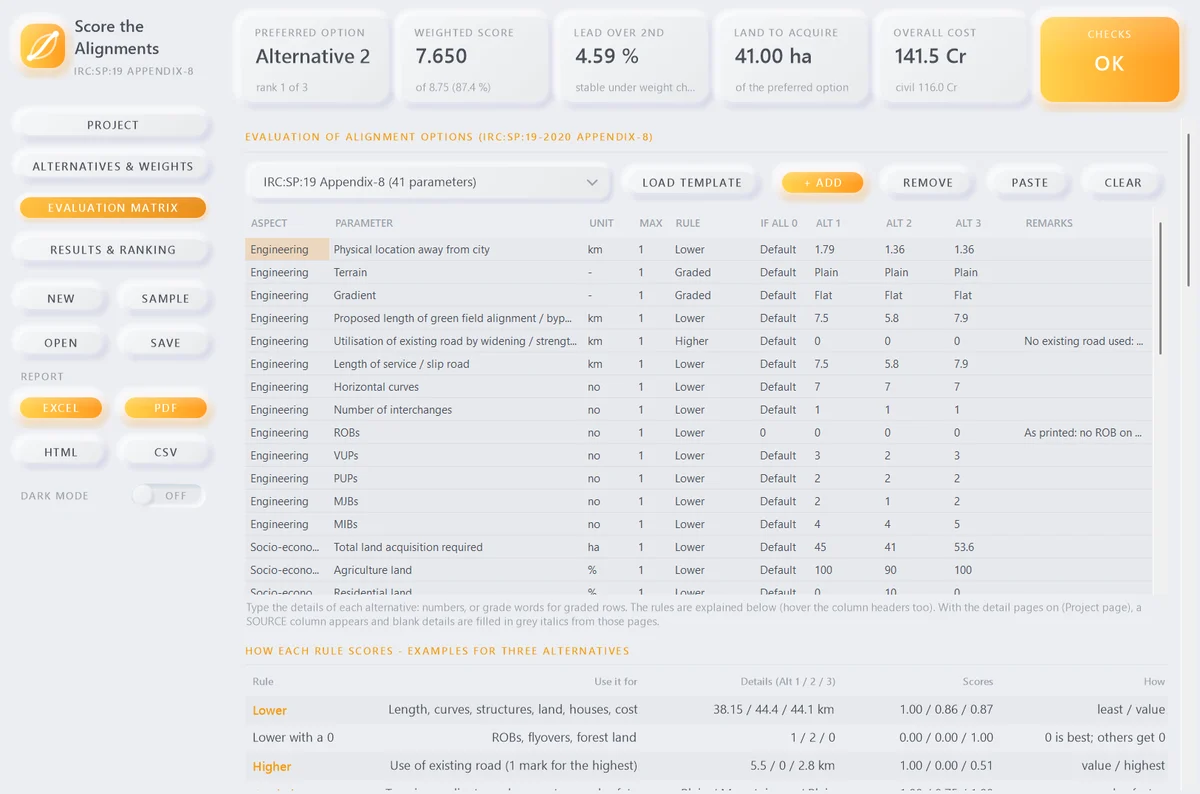 Score the
Alignments
IRC:SP:19 APPENDIX-8
PREFERRED OPTION
Alternative 2
rank 1 of 3
WEIGHTED SCORE
7.650
of 8.75 (87.4 %)
LEAD OVER 2ND
4.59 %
stable under weight ch...
LAND TO ACQUIRE
41.00 ha
of the preferred option
OVERALL COST
141.5 Cr
civil 116.0 Cr
CHECKS
OK
PROJECT
ALTERNATIVES & WEIGHTS
EVALUATION MATRIX
RESULTS & RANKING
NEW SAMPLE
OPEN SAVE
REPORT
EXCEL PDF
HTML CSV
DARK MODE OFF
EVALUATION OF ALIGNMENT OPTIONS (IRC:SP:19-2020 APPENDIX-8)
IRC:SP:19 Appendix-8 (41 parameters) LOAD TEMPLATE + ADD REMOVE PASTE CLEAR
ASPECT PARAMETER UNIT MAX RULE IF ALL 0 ALT 1 ALT 2 ALT 3 REMARKS
Engineering Physical location away from city km 1 Lower Default 1.79 1.36 1.36
Engineering Terrain - 1 Graded Default Plain Plain Plain
Engineering Gradient - 1 Graded Default Flat Flat Flat
Engineering Proposed length of green field alignment / byp... km 1 Lower Default 7.5 5.8 7.9
Engineering Utilisation of existing road by widening / strengt... km 1 Higher Default 0 0 0 No existing road used: ...
Engineering Length of service / slip road km 1 Lower Default 7.5 5.8 7.9
Engineering Horizontal curves no 1 Lower Default 7 7 7
Engineering Number of interchanges no 1 Lower Default 1 1 1
Engineering ROBs no 1 Lower 0 0 0 0 As printed: no ROB on ...
Engineering VUPs no 1 Lower Default 3 2 3
Engineering PUPs no 1 Lower Default 2 2 2
Engineering MJBs no 1 Lower Default 2 1 2
Engineering MIBs no 1 Lower Default 4 4 5
Socio-econo... Total land acquisition required ha 1 Lower Default 45 41 53.6
Socio-econo... Agriculture land % 1 Lower Default 100 90 100
Socio-econo... Residential land % 1 Lower Default 0 10 0
Type the details of each alternative: numbers, or grade words for graded rows. The rules are explained below (hover the column headers too). With the detail pages on (Project page), a
SOURCE column appears and blank details are filled in grey italics from those pages.
HOW EACH RULE SCORES - EXAMPLES FOR THREE ALTERNATIVES
Rule Use it for Details (Alt 1 / 2 / 3) Scores How
Lower Length, curves, structures, land, houses, cost 38.15 / 44.4 / 44.1 km 1.00 / 0.86 / 0.87 least / value
Lower with a 0 ROBs, flyovers, forest land 1 / 2 / 0 0.00 / 0.00 / 1.00 0 is best; others get 0
Higher Use of existing road (1 mark for the highest) 5.5 / 0 / 2.8 km 1.00 / 0.00 / 0.51 value / highest